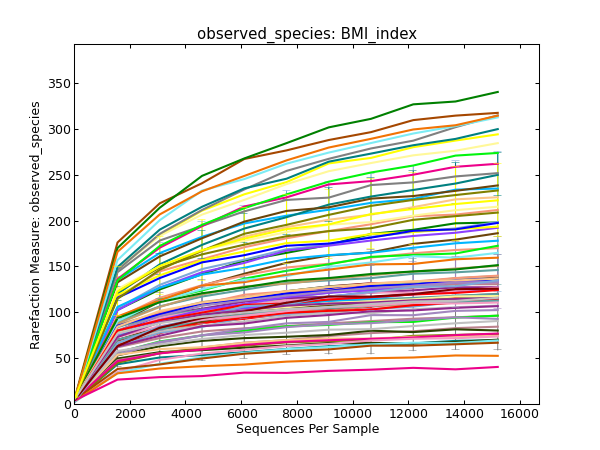 observed_species: BMI_index
350
300
250
200
150
100
50
0
Rarefaction Measure: observed_species
0 2000 4000 6000 8000 10000 12000 14000 16000
Sequences Per Sample